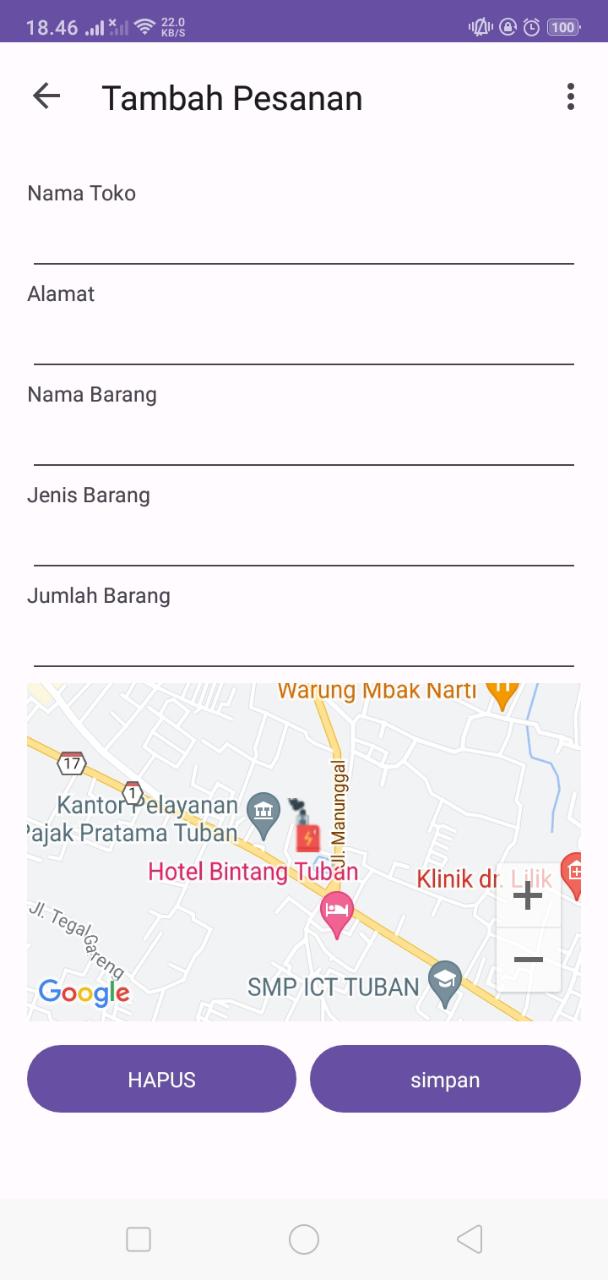 18.46
22.0
KB/S
100
Tambah Pesanan
Nama Toko
Alamat
Nama Barang
Jenis Barang
Jumlah Barang
Warung Mbak Narti
17
1
Jl. Manunggal
Kantor Pelayanan
Pajak Pratama Tuban
Hotel Bintang Tuban
Klinik dr. Lilik
Jl. Tegal Gareng
SMP ICT TUBAN
Google
HAPUS
simpan